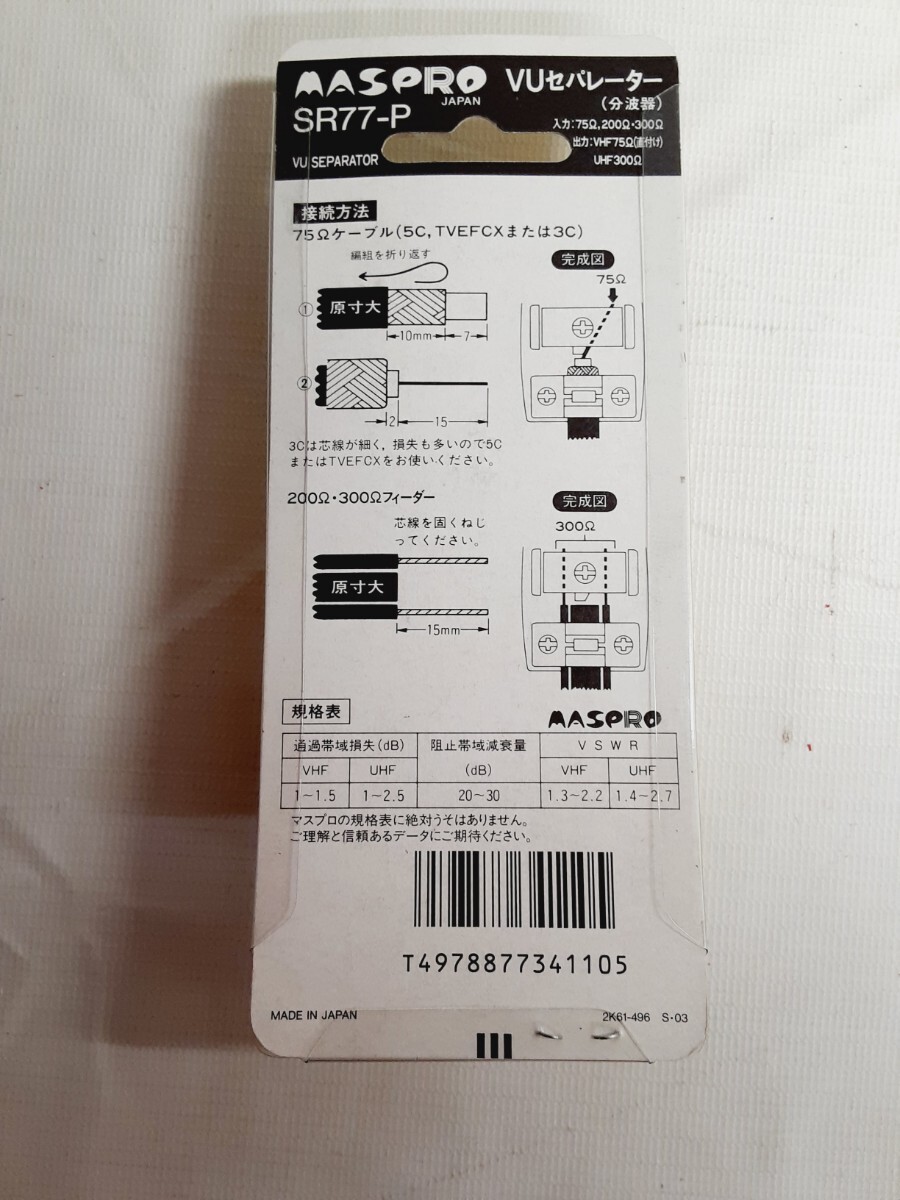 MASPRO
JAPAN
VUセパレーター
(分波器)
SR77-P
入力:75Ω,200Ω・300Ω
出力:VHF75Ω(直付け)
UHF300Ω
VU SEPARATOR
接続方法
75Ωケーブル(5C,TVEFCXまたは3C)
編組を折り返す
完成図
75Ω
① 原寸大
10mm 7
②
2 15
3Cは芯線が細く,損失も多いので5C
またはTVEFCXをお使いください。
200Ω・300Ωフィーダー
完成図
芯線を固くねじ
ってください。
300Ω
原寸大
15mm
規格表
MASPRO
通過帯域損失(dB) 阻止帯域減衰量 VSWR
VHF UHF (dB) VHF UHF
1~1.5 1~2.5 20~30 1.3~2.2 1.4~2.7
マスプロの規格表に絶対うそはありません。
ご理解と信頼あるデータにご期待ください。
T4978877341105
MADE IN JAPAN
2K61-496 S・03